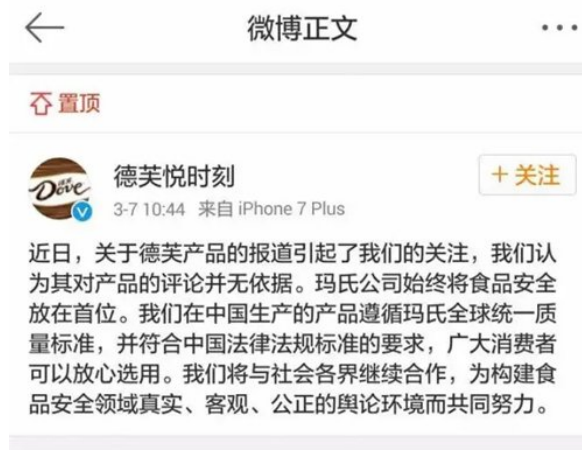 微博正文
置顶
德芙
Dove
德芙悦时刻
+关注
3-7 10:44 来自 iPhone 7 Plus
近日，关于德芙产品的报道引起了我们的关注，我们认
为其对产品的评论并无依据。玛氏公司始终将食品安全
放在首位。我们在中国生产的产品遵循玛氏全球统一质
量标准，并符合中国法律法规标准的要求，广大消费者
可以放心选用。我们将与社会各界继续合作，为构建食
品安全领域真实、客观、公正的舆论环境而共同努力。